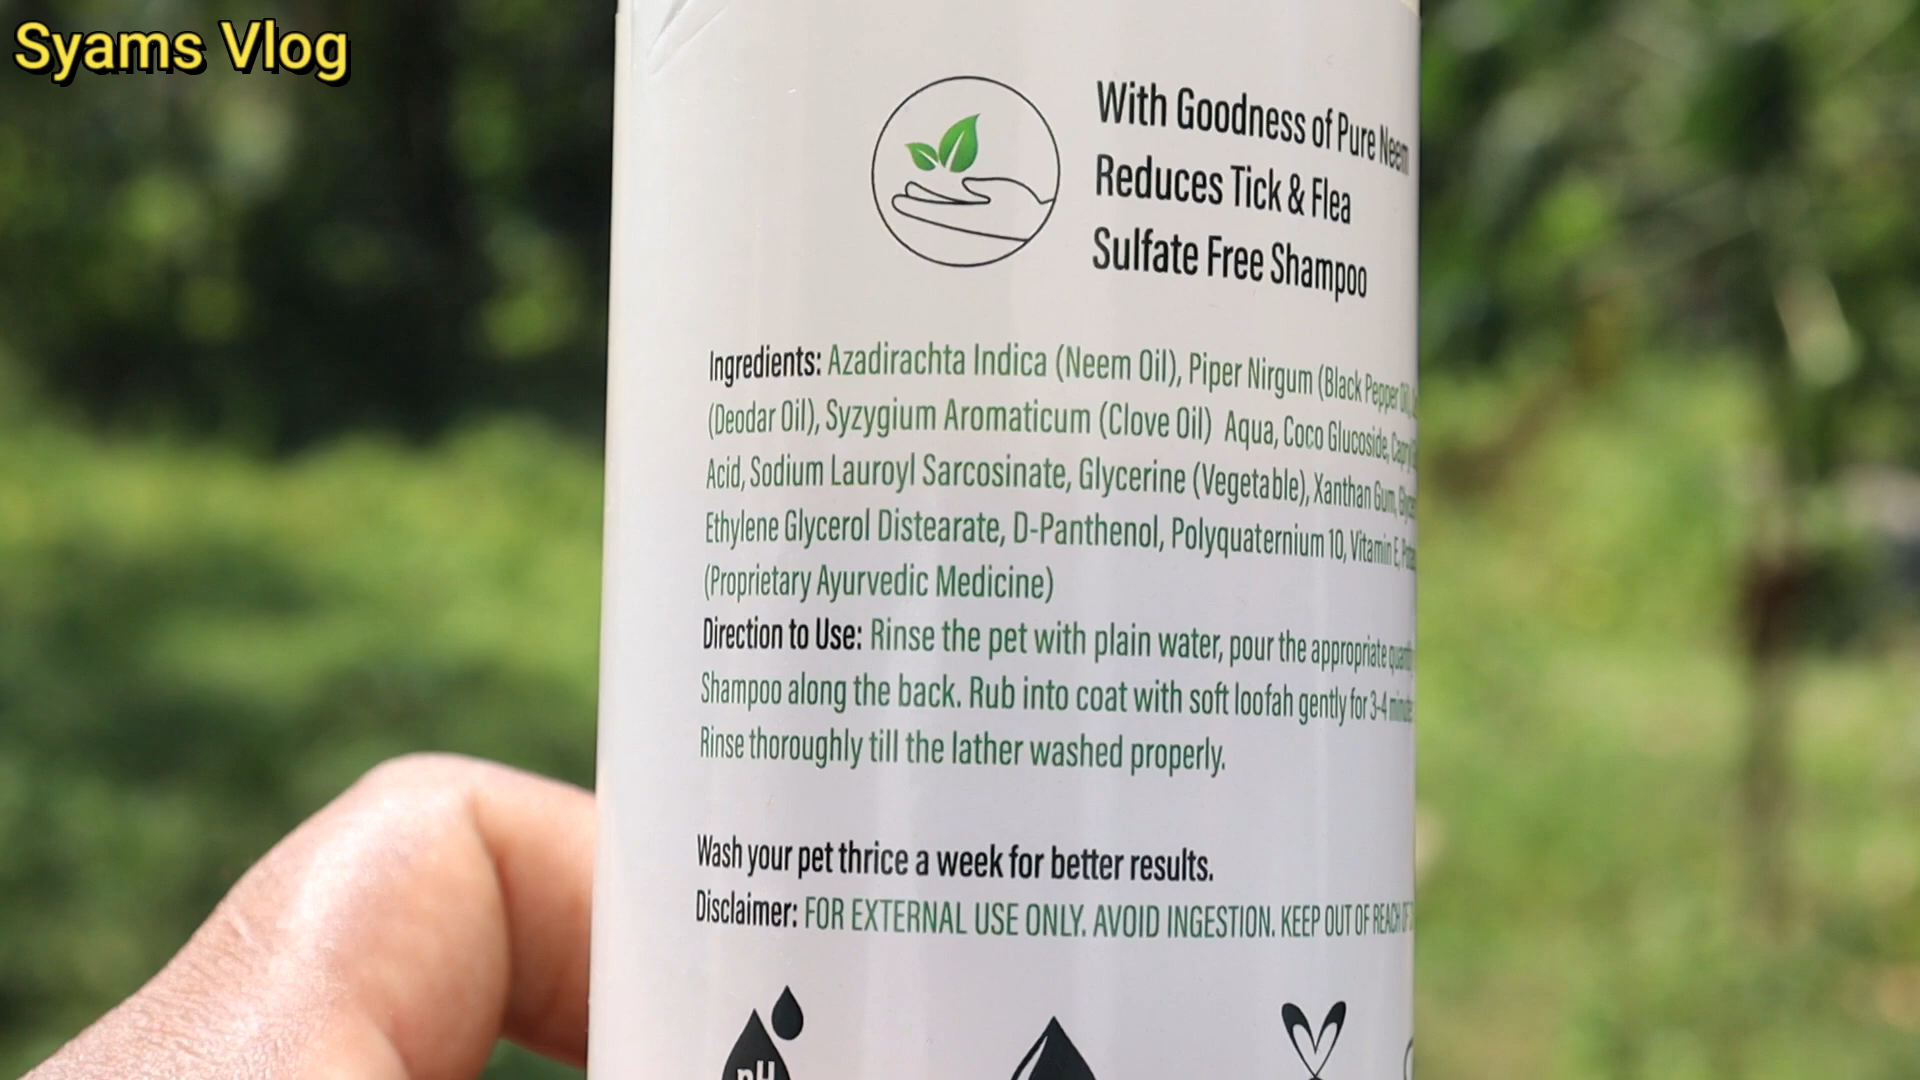 Syams Vlog
With Goodness of Pure Neem
Reduces Tick & Flea
Sulfate Free Shampoo
Ingredients: Azadirachta Indica (Neem Oil), Piper Nirgum (Black Pepper Oil),
(Deodar Oil), Syzygium Aromaticum (Clove Oil) Aqua, Coco Glucoside,
Acid, Sodium Lauroyl Sarcosinate, Glycerine (Vegetable), Xanthan Gum,
Ethylene Glycerol Distearate, D-Panthenol, Polyquaternium 10, Vitamin E,
(Proprietary Ayurvedic Medicine)
Direction to Use: Rinse the pet with plain water, pour the appropriate
Shampoo along the back. Rub into coat with soft loofah gently for 3-4
Rinse thoroughly till the lather washed properly.
Wash your pet thrice a week for better results.
Disclaimer: FOR EXTERNAL USE ONLY. AVOID INGESTION. KEEP OUT OF REACH
pH